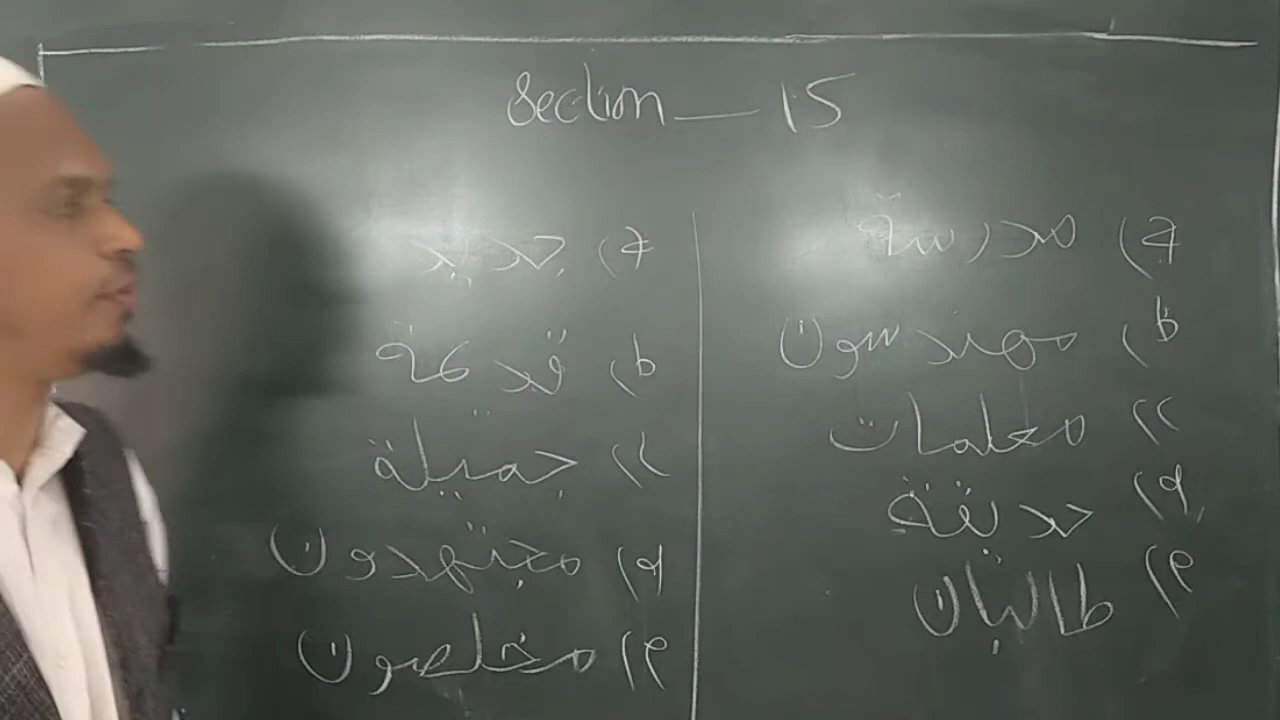 Section — 15
a) مدرسة
b) مهندسون
c) معلمات
d) حديقة
e) طالبان
a) جديد
b) قديمة
c) جميلة
d) مجتهدون
e) مخلصون